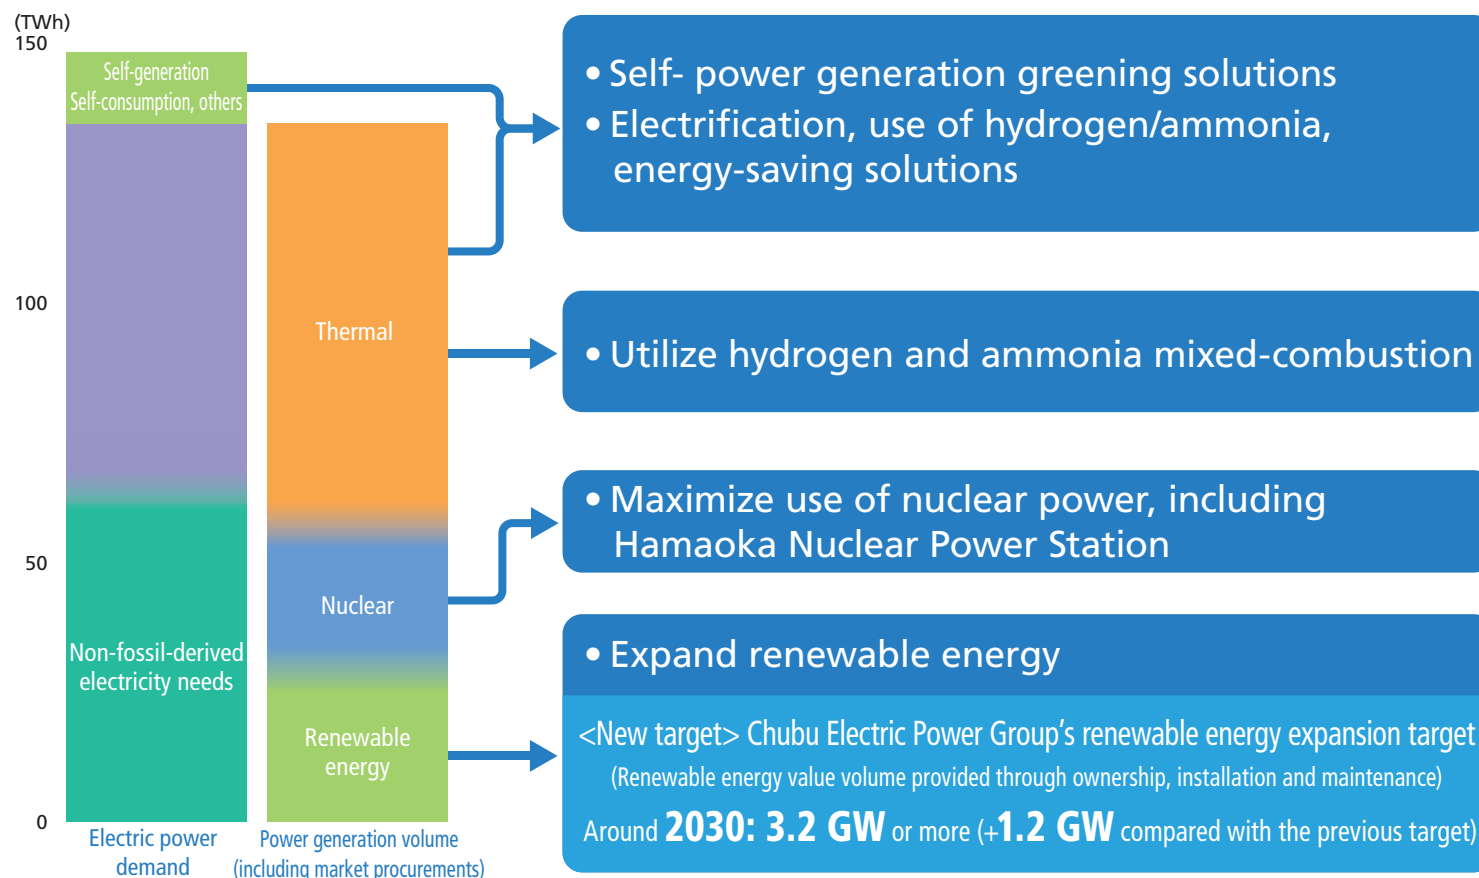 (TWh)
150
100
50
0
Self-generation
Self-consumption, others
Non-fossil-derived
electricity needs
Electric power
demand
Thermal
Nuclear
Renewable
energy
Power generation volume
(including market procurements)
• Self- power generation greening solutions
• Electrification, use of hydrogen/ammonia,
energy-saving solutions
• Utilize hydrogen and ammonia mixed-combustion
• Maximize use of nuclear power, including
Hamaoka Nuclear Power Station
• Expand renewable energy
<New target> Chubu Electric Power Group's renewable energy expansion target
(Renewable energy value volume provided through ownership, installation and maintenance)
Around 2030: 3.2 GW or more (+1.2 GW compared with the previous target)